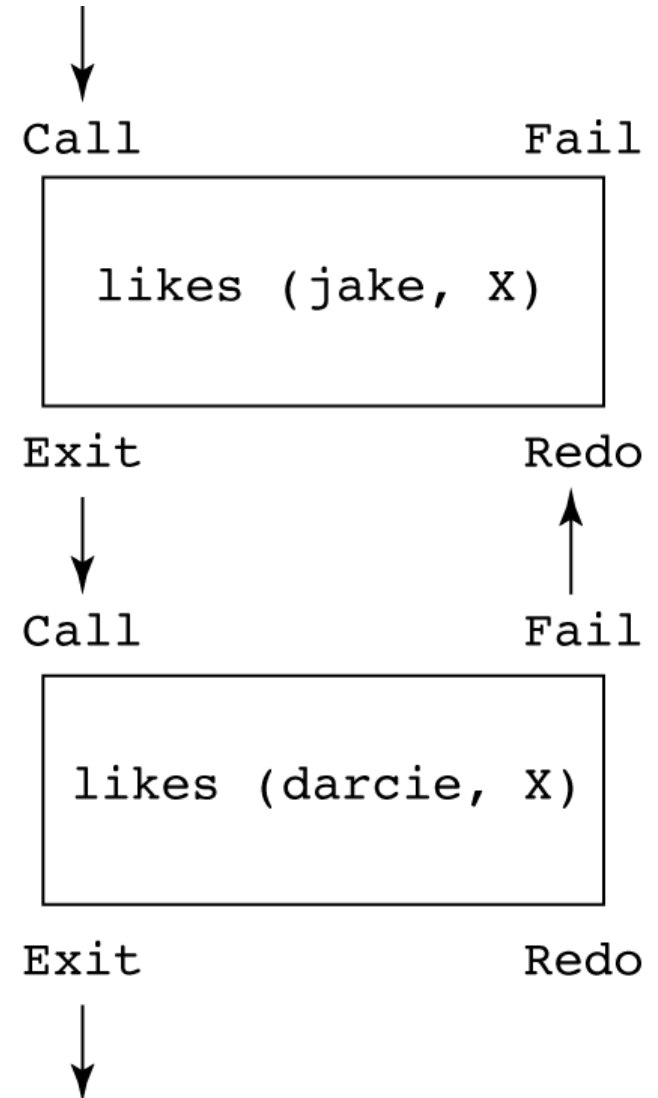 Call Fail
likes (jake, X)
Exit Redo
Call Fail
likes (darcie, X)
Exit Redo